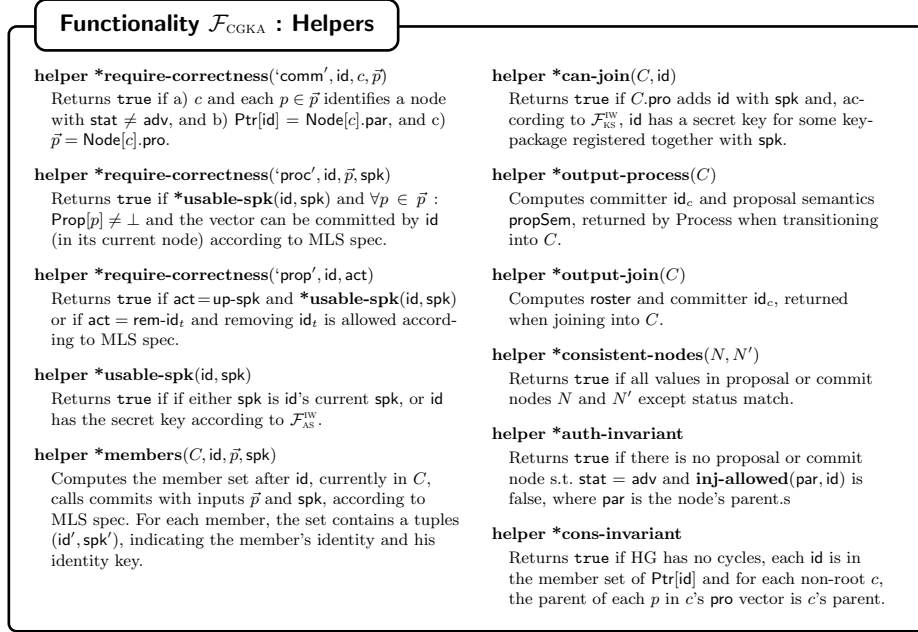 Functionality F_CGKA : Helpers
helper *require-correctness(‘comm′, id, c, p⃗)
Returns true if a) c and each p ∈ p⃗ identifies a node
with stat ≠ adv, and b) Ptr[id] = Node[c].par, and c)
p⃗ = Node[c].pro.
helper *require-correctness(‘proc′, id, p⃗, spk)
Returns true if *usable-spk(id, spk) and ∀p ∈ p⃗ :
Prop[p] ≠ ⊥ and the vector can be committed by id
(in its current node) according to MLS spec.
helper *require-correctness(‘prop′, id, act)
Returns true if act=up-spk and *usable-spk(id, spk)
or if act = rem-id_t and removing id_t is allowed accord-
ing to MLS spec.
helper *usable-spk(id, spk)
Returns true if if either spk is id's current spk, or id
has the secret key according to F_AS^IW.
helper *members(C, id, p⃗, spk)
Computes the member set after id, currently in C,
calls commits with inputs p⃗ and spk, according to
MLS spec. For each member, the set contains a tuples
(id′, spk′), indicating the member's identity and his
identity key.
helper *can-join(C, id)
Returns true if C.pro adds id with spk and, ac-
cording to F_KS^IW, id has a secret key for some key-
package registered together with spk.
helper *output-process(C)
Computes committer id_c and proposal semantics
propSem, returned by Process when transitioning
into C.
helper *output-join(C)
Computes roster and committer id_c, returned
when joining into C.
helper *consistent-nodes(N, N′)
Returns true if all values in proposal or commit
nodes N and N′ except status match.
helper *auth-invariant
Returns true if there is no proposal or commit
node s.t. stat = adv and inj-allowed(par, id) is
false, where par is the node's parent.s
helper *cons-invariant
Returns true if HG has no cycles, each id is in
the member set of Ptr[id] and for each non-root c,
the parent of each p in c's pro vector is c's parent.